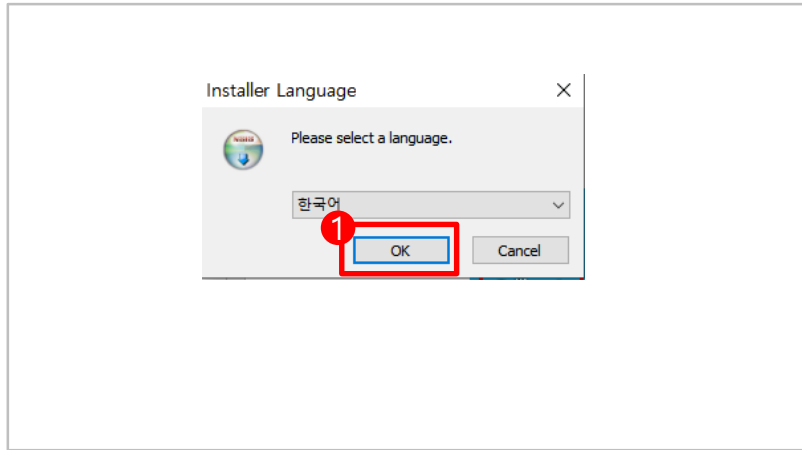 Installer Language
Please select a language.
한국어
1
OK
Cancel